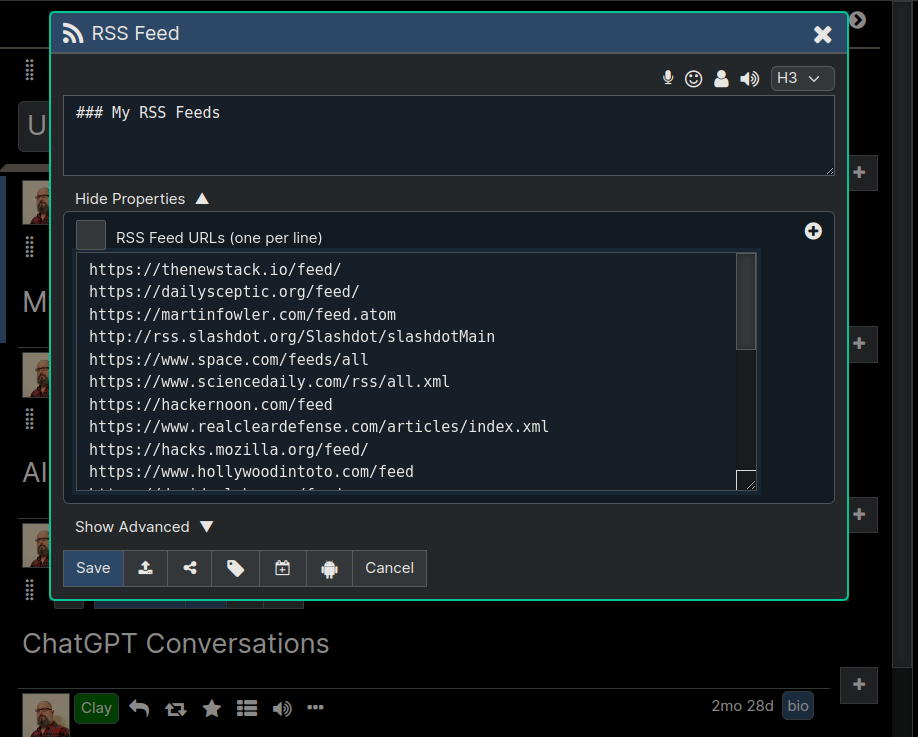 RSS Feed
H3
### My RSS Feeds
Hide Properties
RSS Feed URLs (one per line)
https://thenewstack.io/feed/
https://dailysceptic.org/feed/
https://martinfowler.com/feed.atom
http://rss.slashdot.org/Slashdot/slashdotMain
https://www.space.com/feeds/all
https://www.sciencedaily.com/rss/all.xml
https://hackernoon.com/feed
https://www.realcleardefense.com/articles/index.xml
https://hacks.mozilla.org/feed/
https://www.hollywoodintoto.com/feed
Show Advanced
Save Cancel
U
M
AI
ChatGPT Conversations
Clay 2mo 28d bio